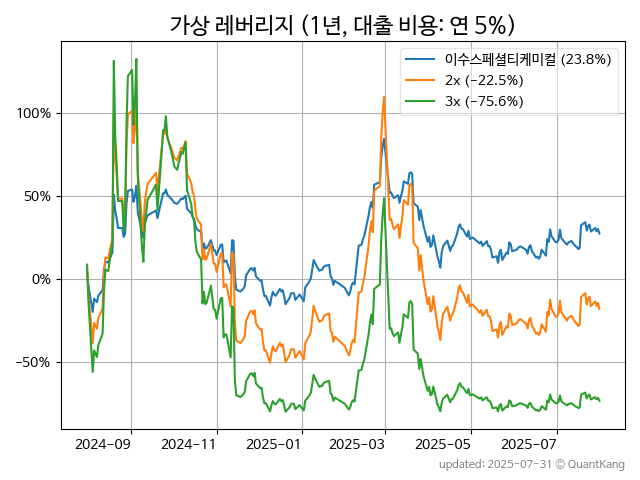 가상 레버리지 (1년, 대출 비용: 연 5%)
이수스페셜티케미컬 (23.8%)
2x (−22.5%)
3x (−75.6%)
100%
50%
0%
−50%
2024−09
2024−11
2025−01
2025−03
2025−05
2025−07
updated: 2025-07-31 © QuantKang